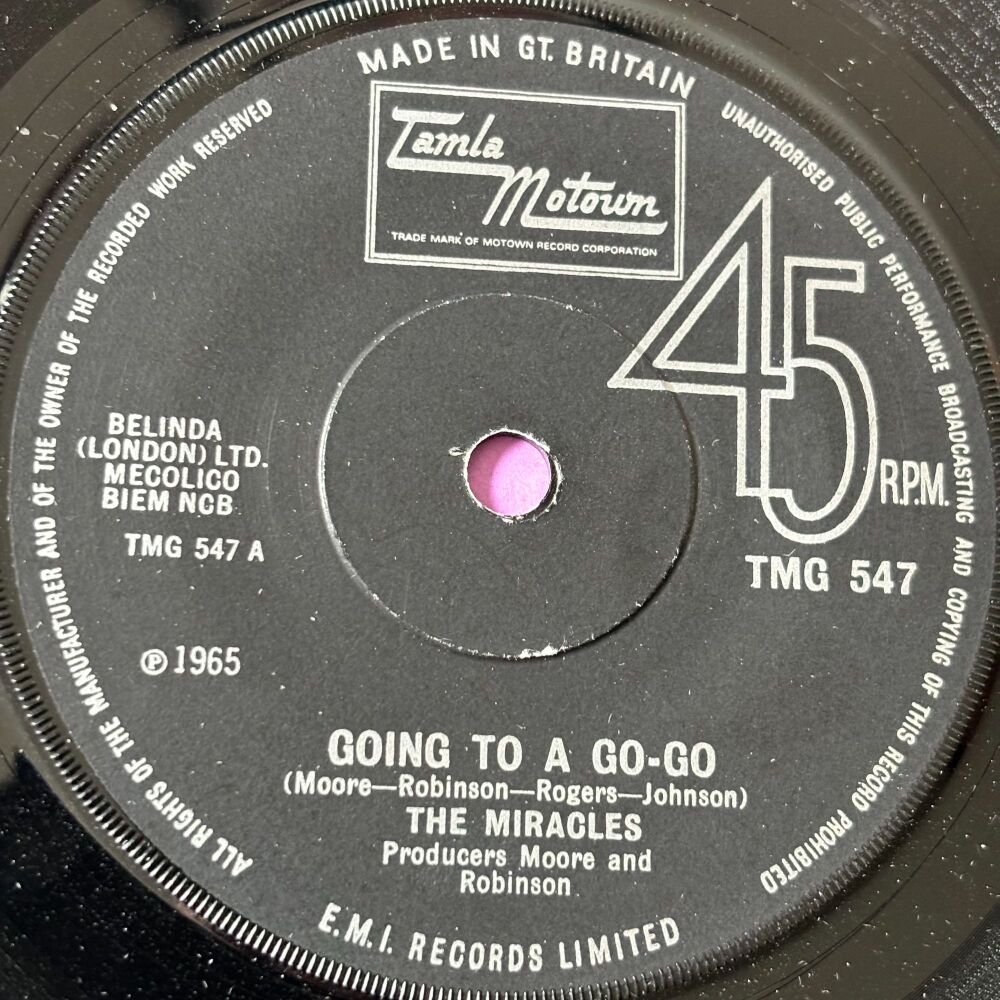 MADE IN GT. BRITAIN
Tamla
Motown
TRADE MARK OF MOTOWN RECORD CORPORATION
UNAUTHORISED PUBLIC PERFORMANCE BROADCASTING AND COPYING OF THIS RECORD PROHIBITED
ALL RIGHTS OF THE MANUFACTURER AND OF THE OWNER OF THE RECORDED WORK RESERVED
45 R.P.M.
BELINDA
(LONDON) LTD.
MECOLICO
BIEM NCB
TMG 547 A
TMG 547
℗ 1965
GOING TO A GO-GO
(Moore—Robinson—Rogers—Johnson)
THE MIRACLES
Producers Moore and
Robinson
E.M.I. RECORDS LIMITED